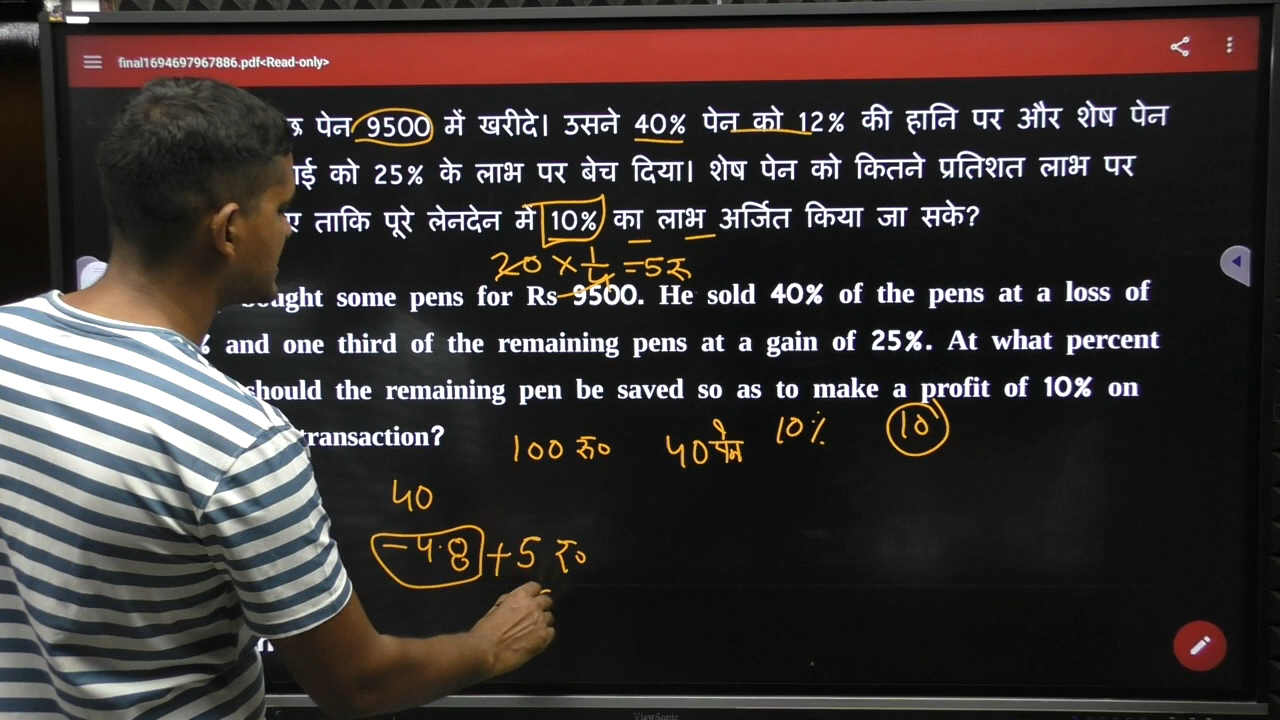 final1694697967886.pdf<Read-only>
पेन 9500 में खरीदे। उसने 40% पेन को 12% की हानि पर और शेष पेन
को 25% के लाभ पर बेच दिया। शेष पेन को कितने प्रतिशत लाभ पर
ताकि पूरे लेनदेन में 10% का लाभ अर्जित किया जा सके?
20 × 1/4 = 5रु
some pens for Rs 9500. He sold 40% of the pens at a loss of
% and one third of the remaining pens at a gain of 25%. At what percent
should the remaining pen be saved so as to make a profit of 10% on
transaction?
100 रु० 40 पेन 10% 10
40
-4.8 + 5 रु०
ViewSonic